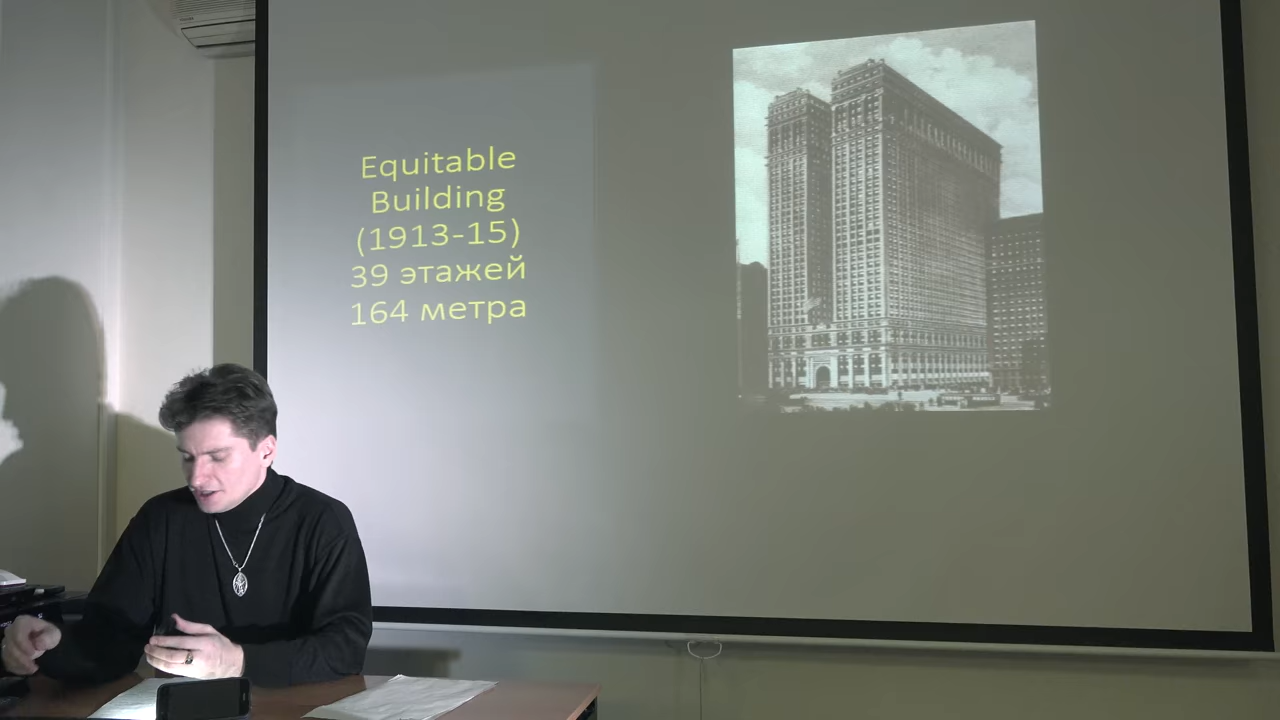 Equitable
Building
(1913-15)
39 этажей
164 метра